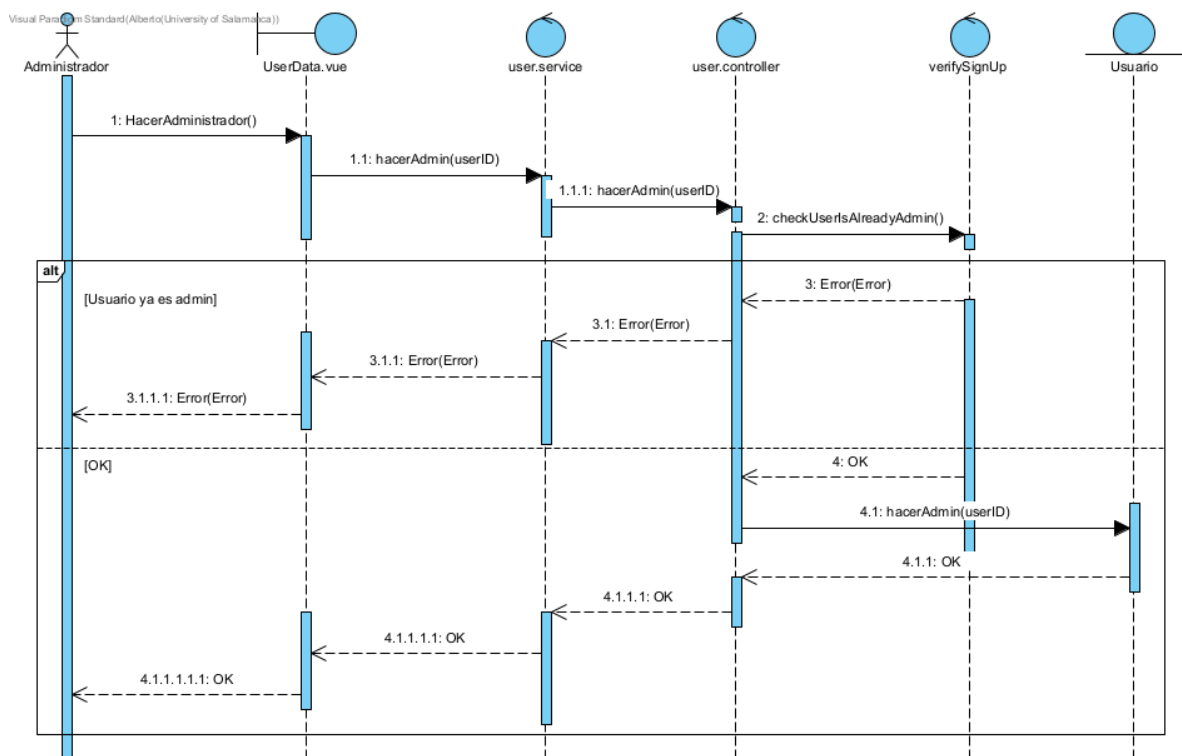 Visual Paradigm Standard(Alberto(University of Salamanca))
Administrador
UserData.vue
user.service
user.controller
verifySignUp
Usuario
1: HacerAdministrador()
1.1: hacerAdmin(userID)
1.1.1: hacerAdmin(userID)
2: checkUserIsAlreadyAdmin()
alt
[Usuario ya es admin]
3: Error(Error)
3.1: Error(Error)
3.1.1: Error(Error)
3.1.1.1: Error(Error)
[OK]
4: OK
4.1: hacerAdmin(userID)
4.1.1: OK
4.1.1.1: OK
4.1.1.1.1: OK
4.1.1.1.1.1: OK